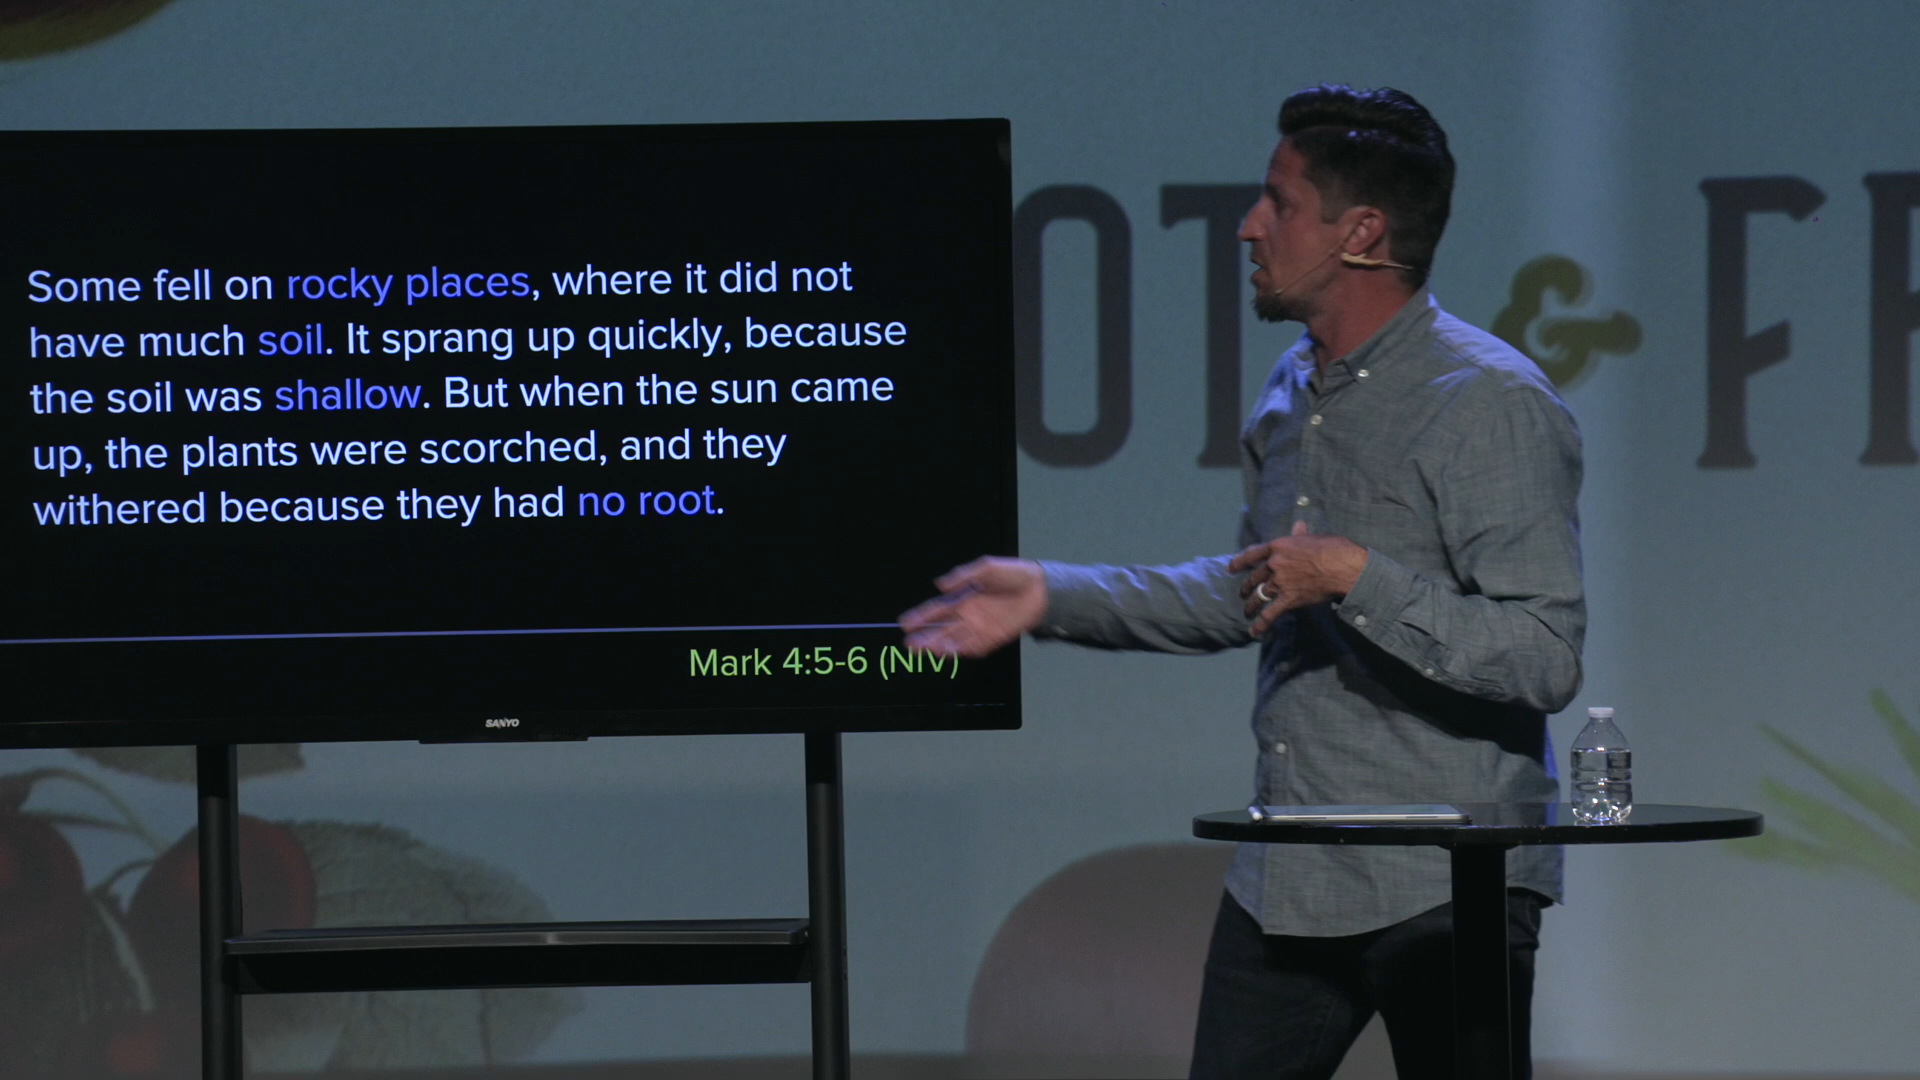 Some fell on rocky places, where it did not
have much soil. It sprang up quickly, because
the soil was shallow. But when the sun came
up, the plants were scorched, and they
withered because they had no root.
Mark 4:5-6 (NIV)
SANYO
OT & F